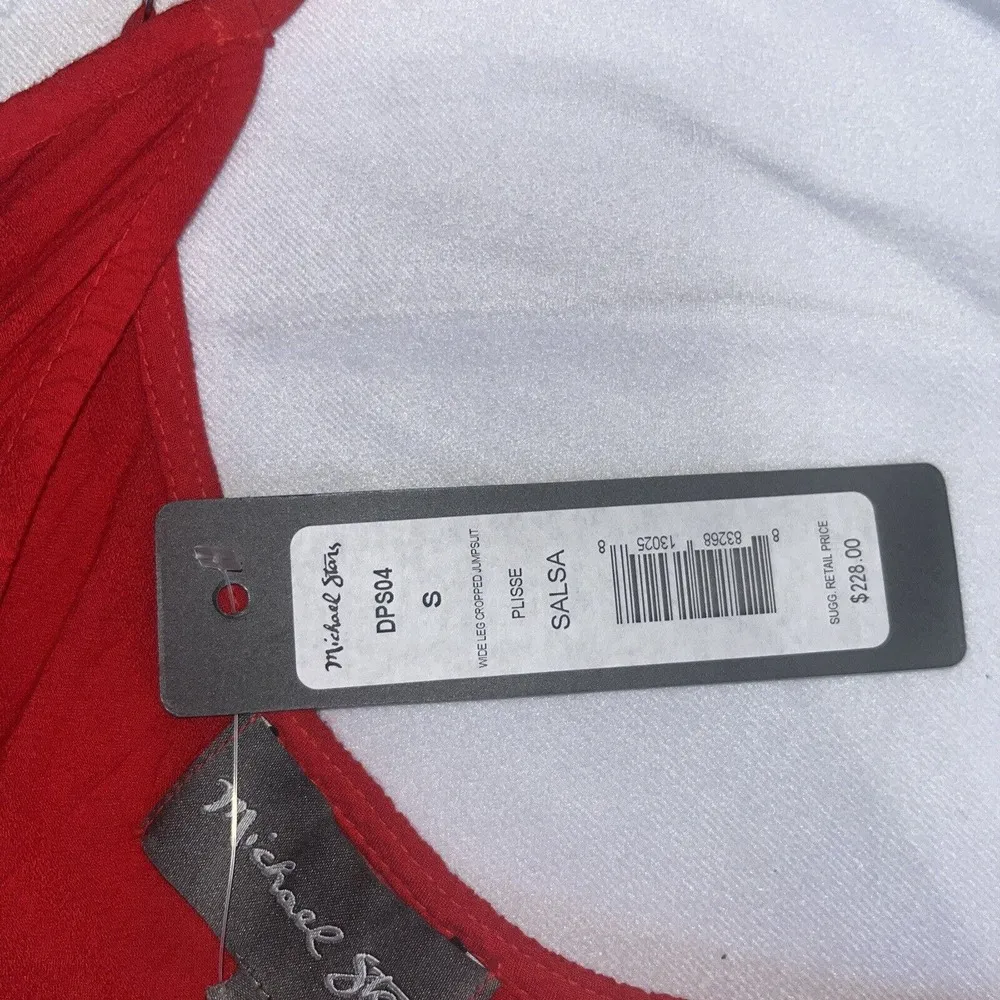 Michael Stars
DPS04
S
WIDE LEG CROPPED JUMPSUIT
PLISSE
SALSA
8 83268 13025 8
SUGG. RETAIL PRICE
$228.00
Michael Sta